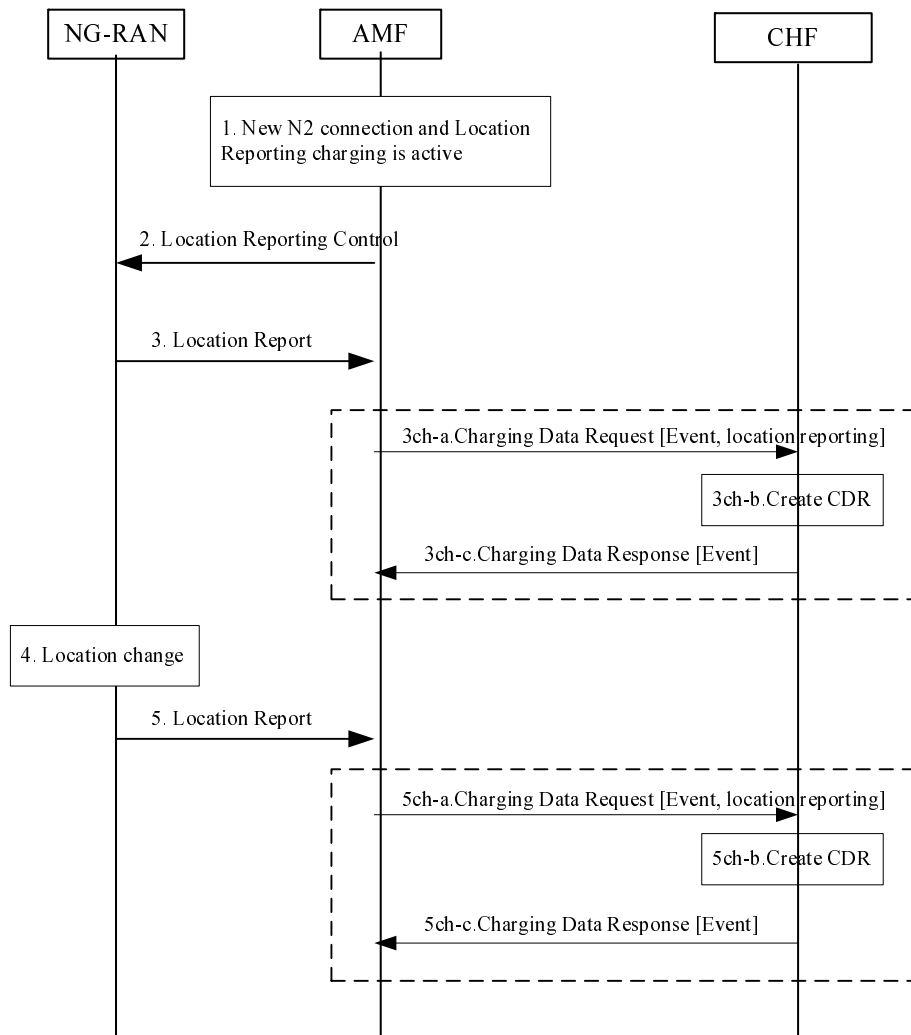 NG-RAN
AMF
CHF
1. New N2 connection and Location
Reporting charging is active
2. Location Reporting Control
3. Location Report
3ch-a.Charging Data Request [Event, location reporting]
3ch-b.Create CDR
3ch-c.Charging Data Response [Event]
4. Location change
5. Location Report
5ch-a.Charging Data Request [Event, location reporting]
5ch-b.Create CDR
5ch-c.Charging Data Response [Event]